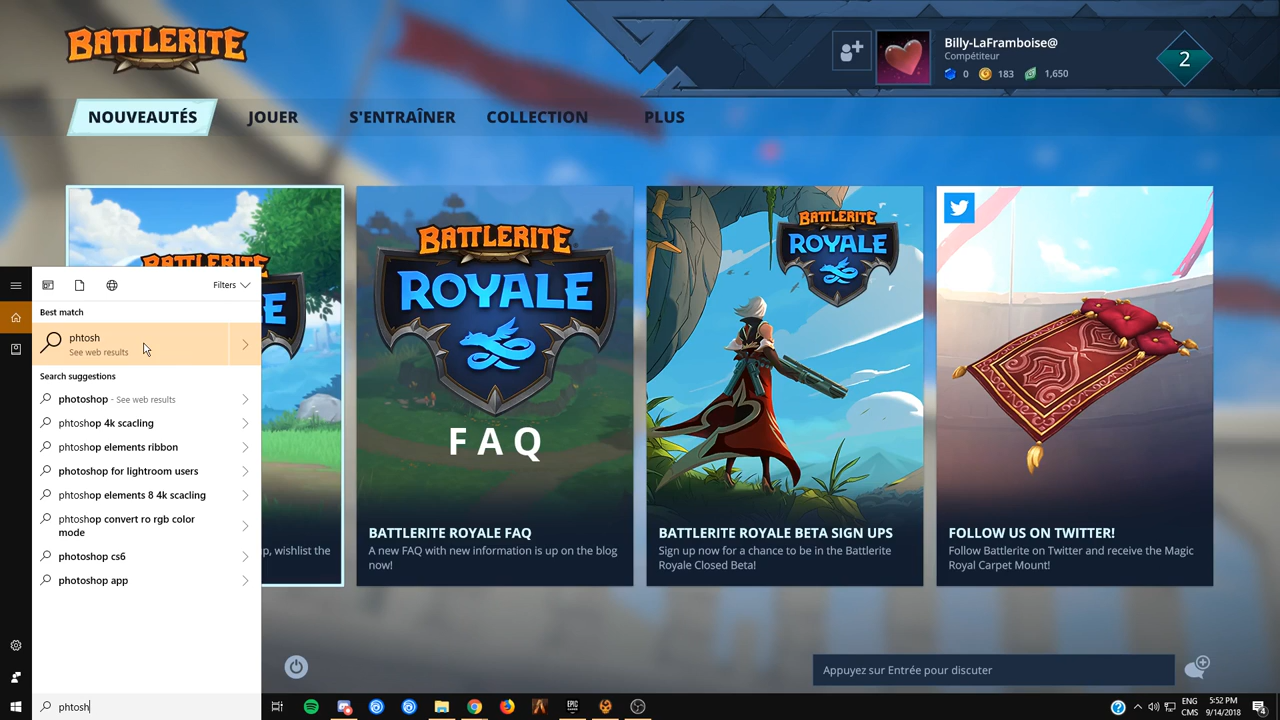 BATTLERITE
Billy-LaFramboise@
Compétiteur
0 183 1,650
2
NOUVEAUTÉS JOUER S'ENTRAÎNER COLLECTION PLUS
BATTLERITE
p, wishlist the
BATTLERITE
ROYALE
FAQ
BATTLERITE ROYALE FAQ
A new FAQ with new information is up on the blog
now!
BATTLERITE
ROYALE
BATTLERITE ROYALE BETA SIGN UPS
Sign up now for a chance to be in the Battlerite
Royale Closed Beta!
FOLLOW US ON TWITTER!
Follow Battlerite on Twitter and receive the Magic
Royal Carpet Mount!
Filters
Best match
phtosh
See web results
Search suggestions
photoshop - See web results
phtoshop 4k scacling
phtoshop elements ribbon
photoshop for lightroom users
phtoshop elements 8 4k scacling
phtoshop convert ro rgb color
mode
photoshop cs6
photoshop app
Appuyez sur Entrée pour discuter
phtosh
EPIC
ENG
CMS
5:52 PM
9/14/2018
4